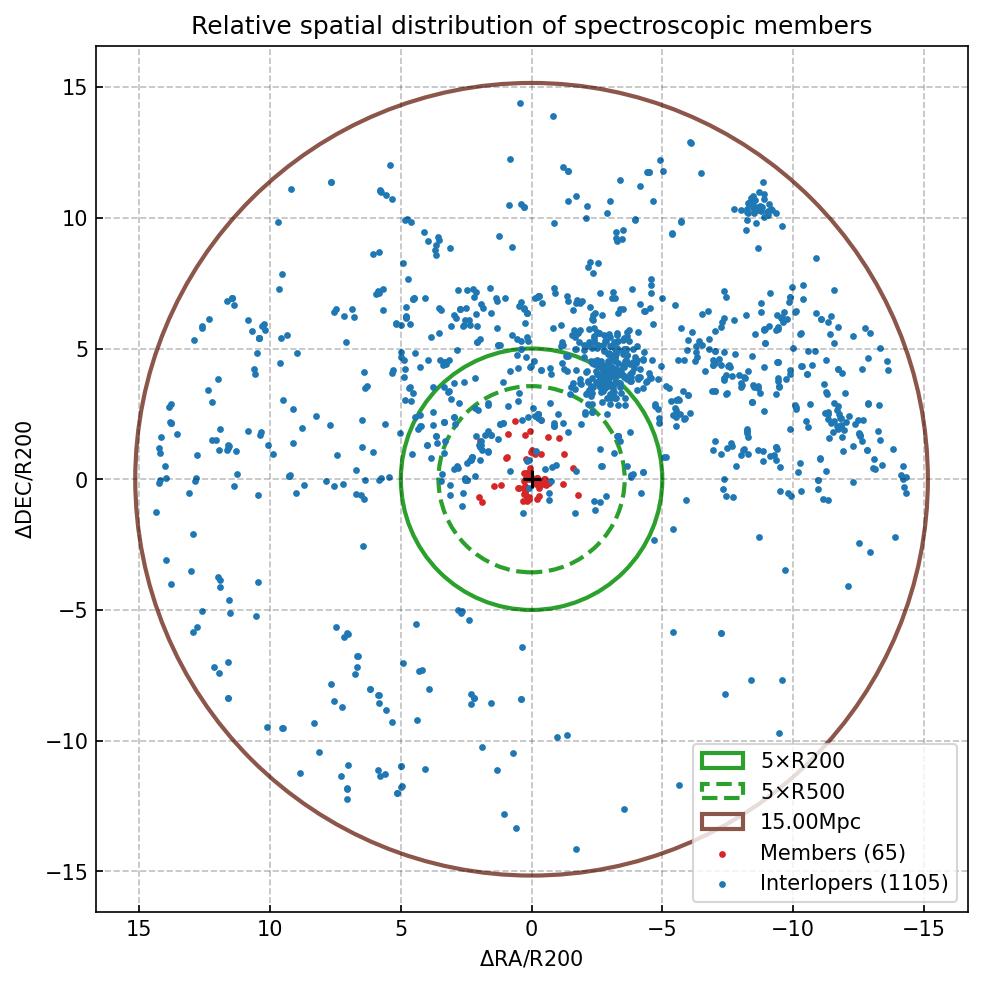 Relative spatial distribution of spectroscopic members
ΔDEC/R200
15
10
5
0
−5
−10
−15
15
10
5
0
−5
−10
−15
ΔRA/R200
5×R200
5×R500
15.00Mpc
Members (65)
Interlopers (1105)